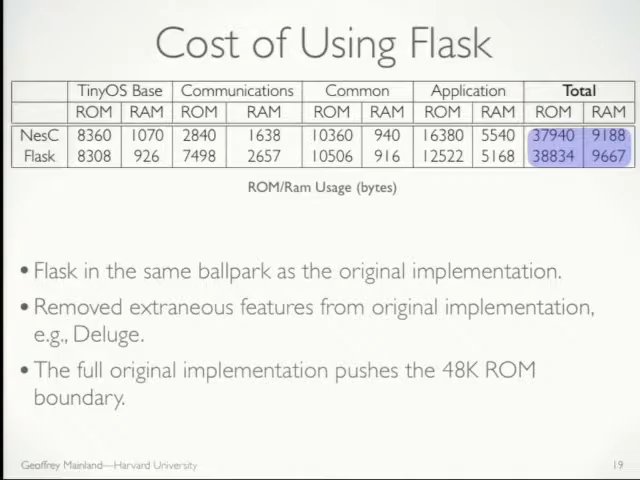 Cost of Using Flask
TinyOS Base Communications Common Application Total
ROM RAM ROM RAM ROM RAM ROM RAM ROM RAM
NesC 8360 1070 2840 1638 10360 940 16380 5540 37940 9188
Flask 8308 926 7498 2657 10506 916 12522 5168 38834 9667
ROM/Ram Usage (bytes)
• Flask in the same ballpark as the original implementation.
• Removed extraneous features from original implementation,
e.g., Deluge.
• The full original implementation pushes the 48K ROM
boundary.
Geoffrey Mainland—Harvard University 19